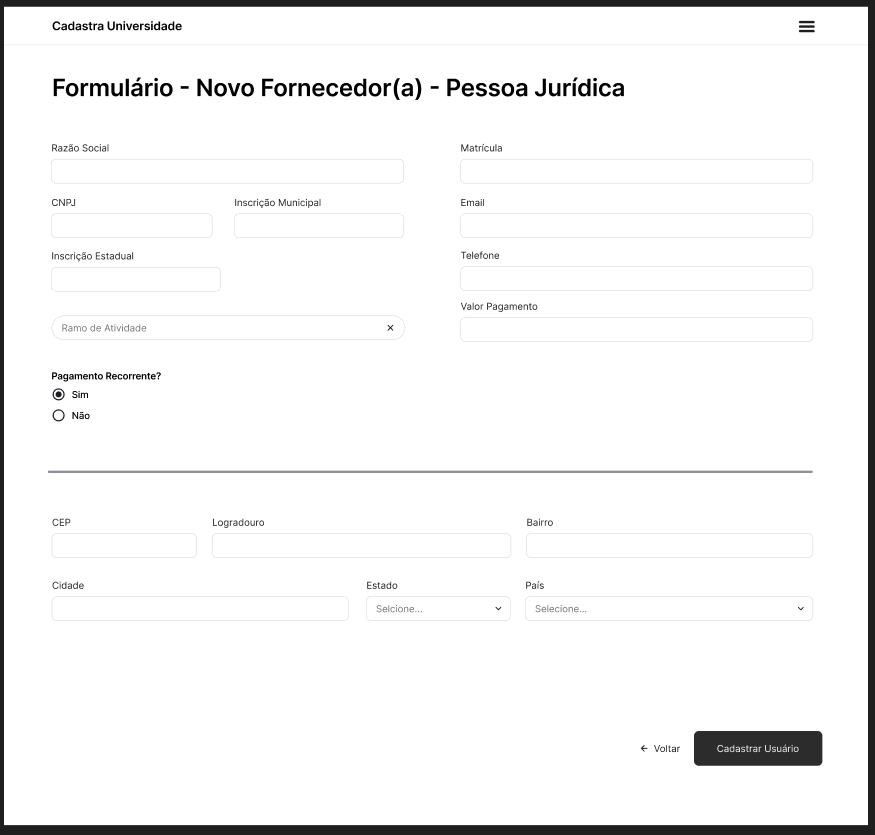 Cadastra Universidade
Formulário - Novo Fornecedor(a) - Pessoa Jurídica
Razão Social
Matrícula
CNPJ
Inscrição Municipal
Email
Inscrição Estadual
Telefone
Valor Pagamento
Ramo de Atividade
Pagamento Recorrente?
Sim
Não
CEP
Logradouro
Bairro
Cidade
Estado
País
Selcione...
Selecione...
Voltar
Cadastrar Usuário